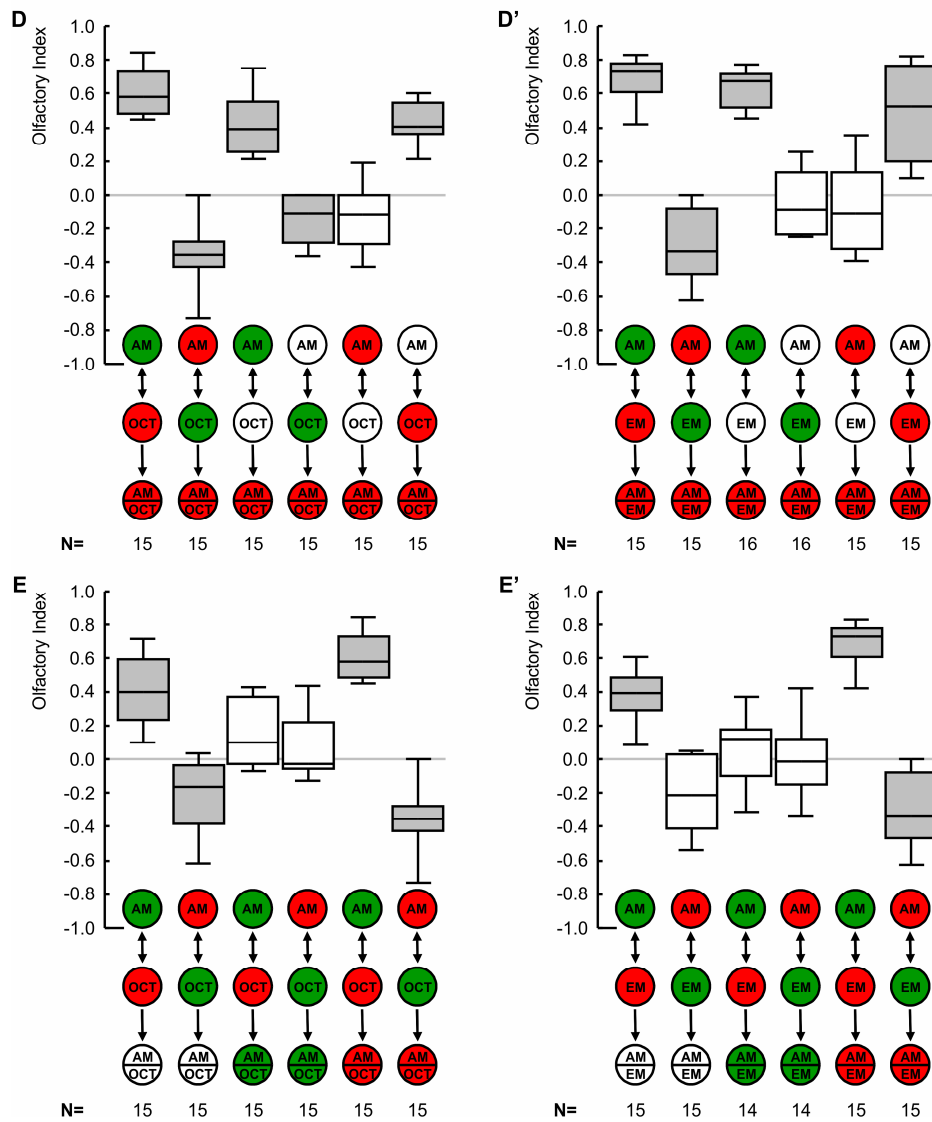 D
Olfactory Index
1.0
0.8
0.6
0.4
0.2
0.0
-0.2
-0.4
-0.6
-0.8
-1.0
AM AM AM AM AM AM
OCT OCT OCT OCT OCT OCT
AM AM AM AM AM AM
OCT OCT OCT OCT OCT OCT
N= 15 15 15 15 15 15
D’
Olfactory Index
1.0
0.8
0.6
0.4
0.2
0.0
-0.2
-0.4
-0.6
-0.8
-1.0
AM AM AM AM AM AM
EM EM EM EM EM EM
AM AM AM AM AM AM
EM EM EM EM EM EM
N= 15 15 16 16 15 15
E
Olfactory Index
1.0
0.8
0.6
0.4
0.2
0.0
-0.2
-0.4
-0.6
-0.8
-1.0
AM AM AM AM AM AM
OCT OCT OCT OCT OCT OCT
AM AM AM AM AM AM
OCT OCT OCT OCT OCT OCT
N= 15 15 15 15 15 15
E’
Olfactory Index
1.0
0.8
0.6
0.4
0.2
0.0
-0.2
-0.4
-0.6
-0.8
-1.0
AM AM AM AM AM AM
EM EM EM EM EM EM
AM AM AM AM AM AM
EM EM EM EM EM EM
N= 15 15 14 14 15 15